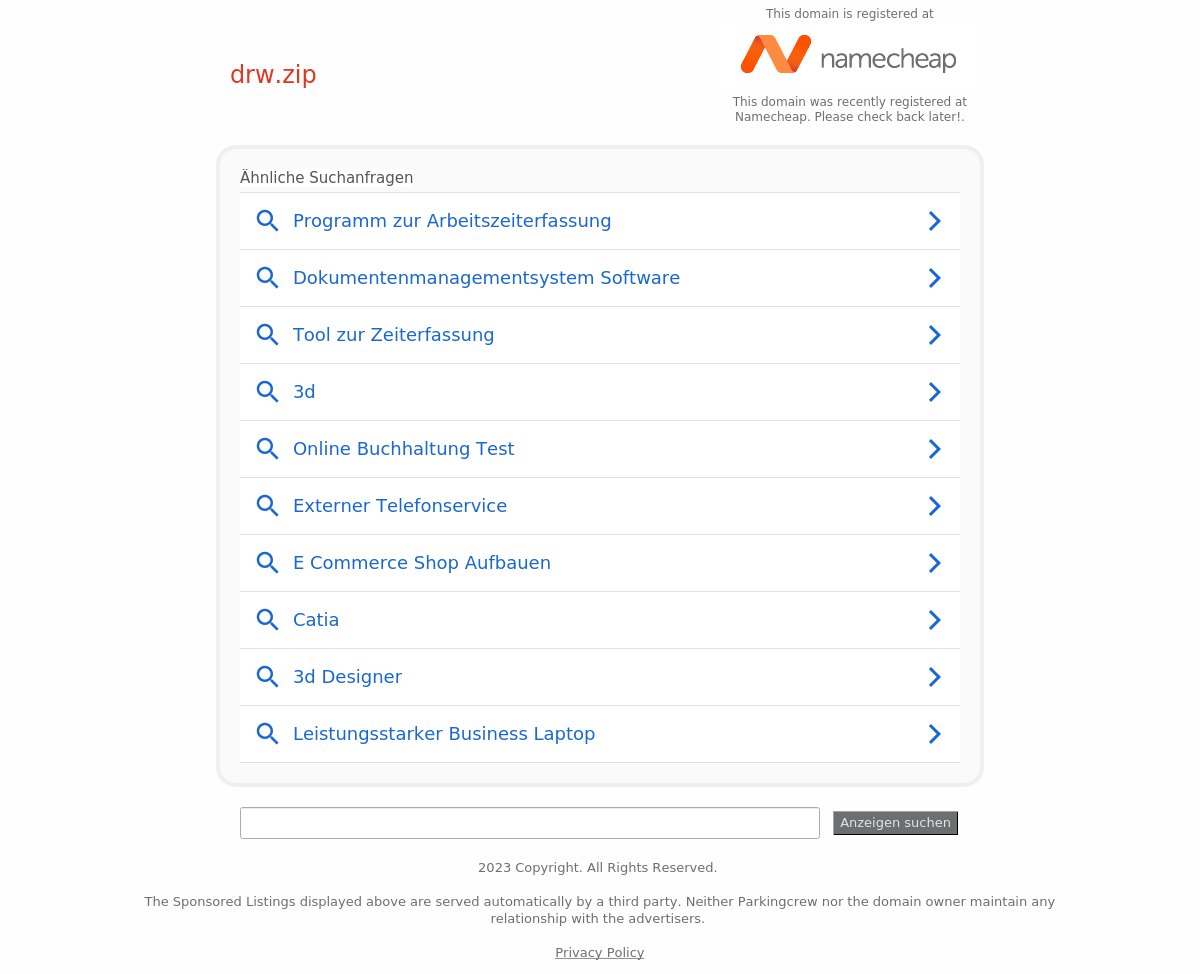 This domain is registered at
namecheap
drw.zip
This domain was recently registered at
Namecheap. Please check back later!.
Ähnliche Suchanfragen
Programm zur Arbeitszeiterfassung
Dokumentenmanagementsystem Software
Tool zur Zeiterfassung
3d
Online Buchhaltung Test
Externer Telefonservice
E Commerce Shop Aufbauen
Catia
3d Designer
Leistungsstarker Business Laptop
Anzeigen suchen
2023 Copyright. All Rights Reserved.
The Sponsored Listings displayed above are served automatically by a third party. Neither Parkingcrew nor the domain owner maintain any
relationship with the advertisers.
Privacy Policy